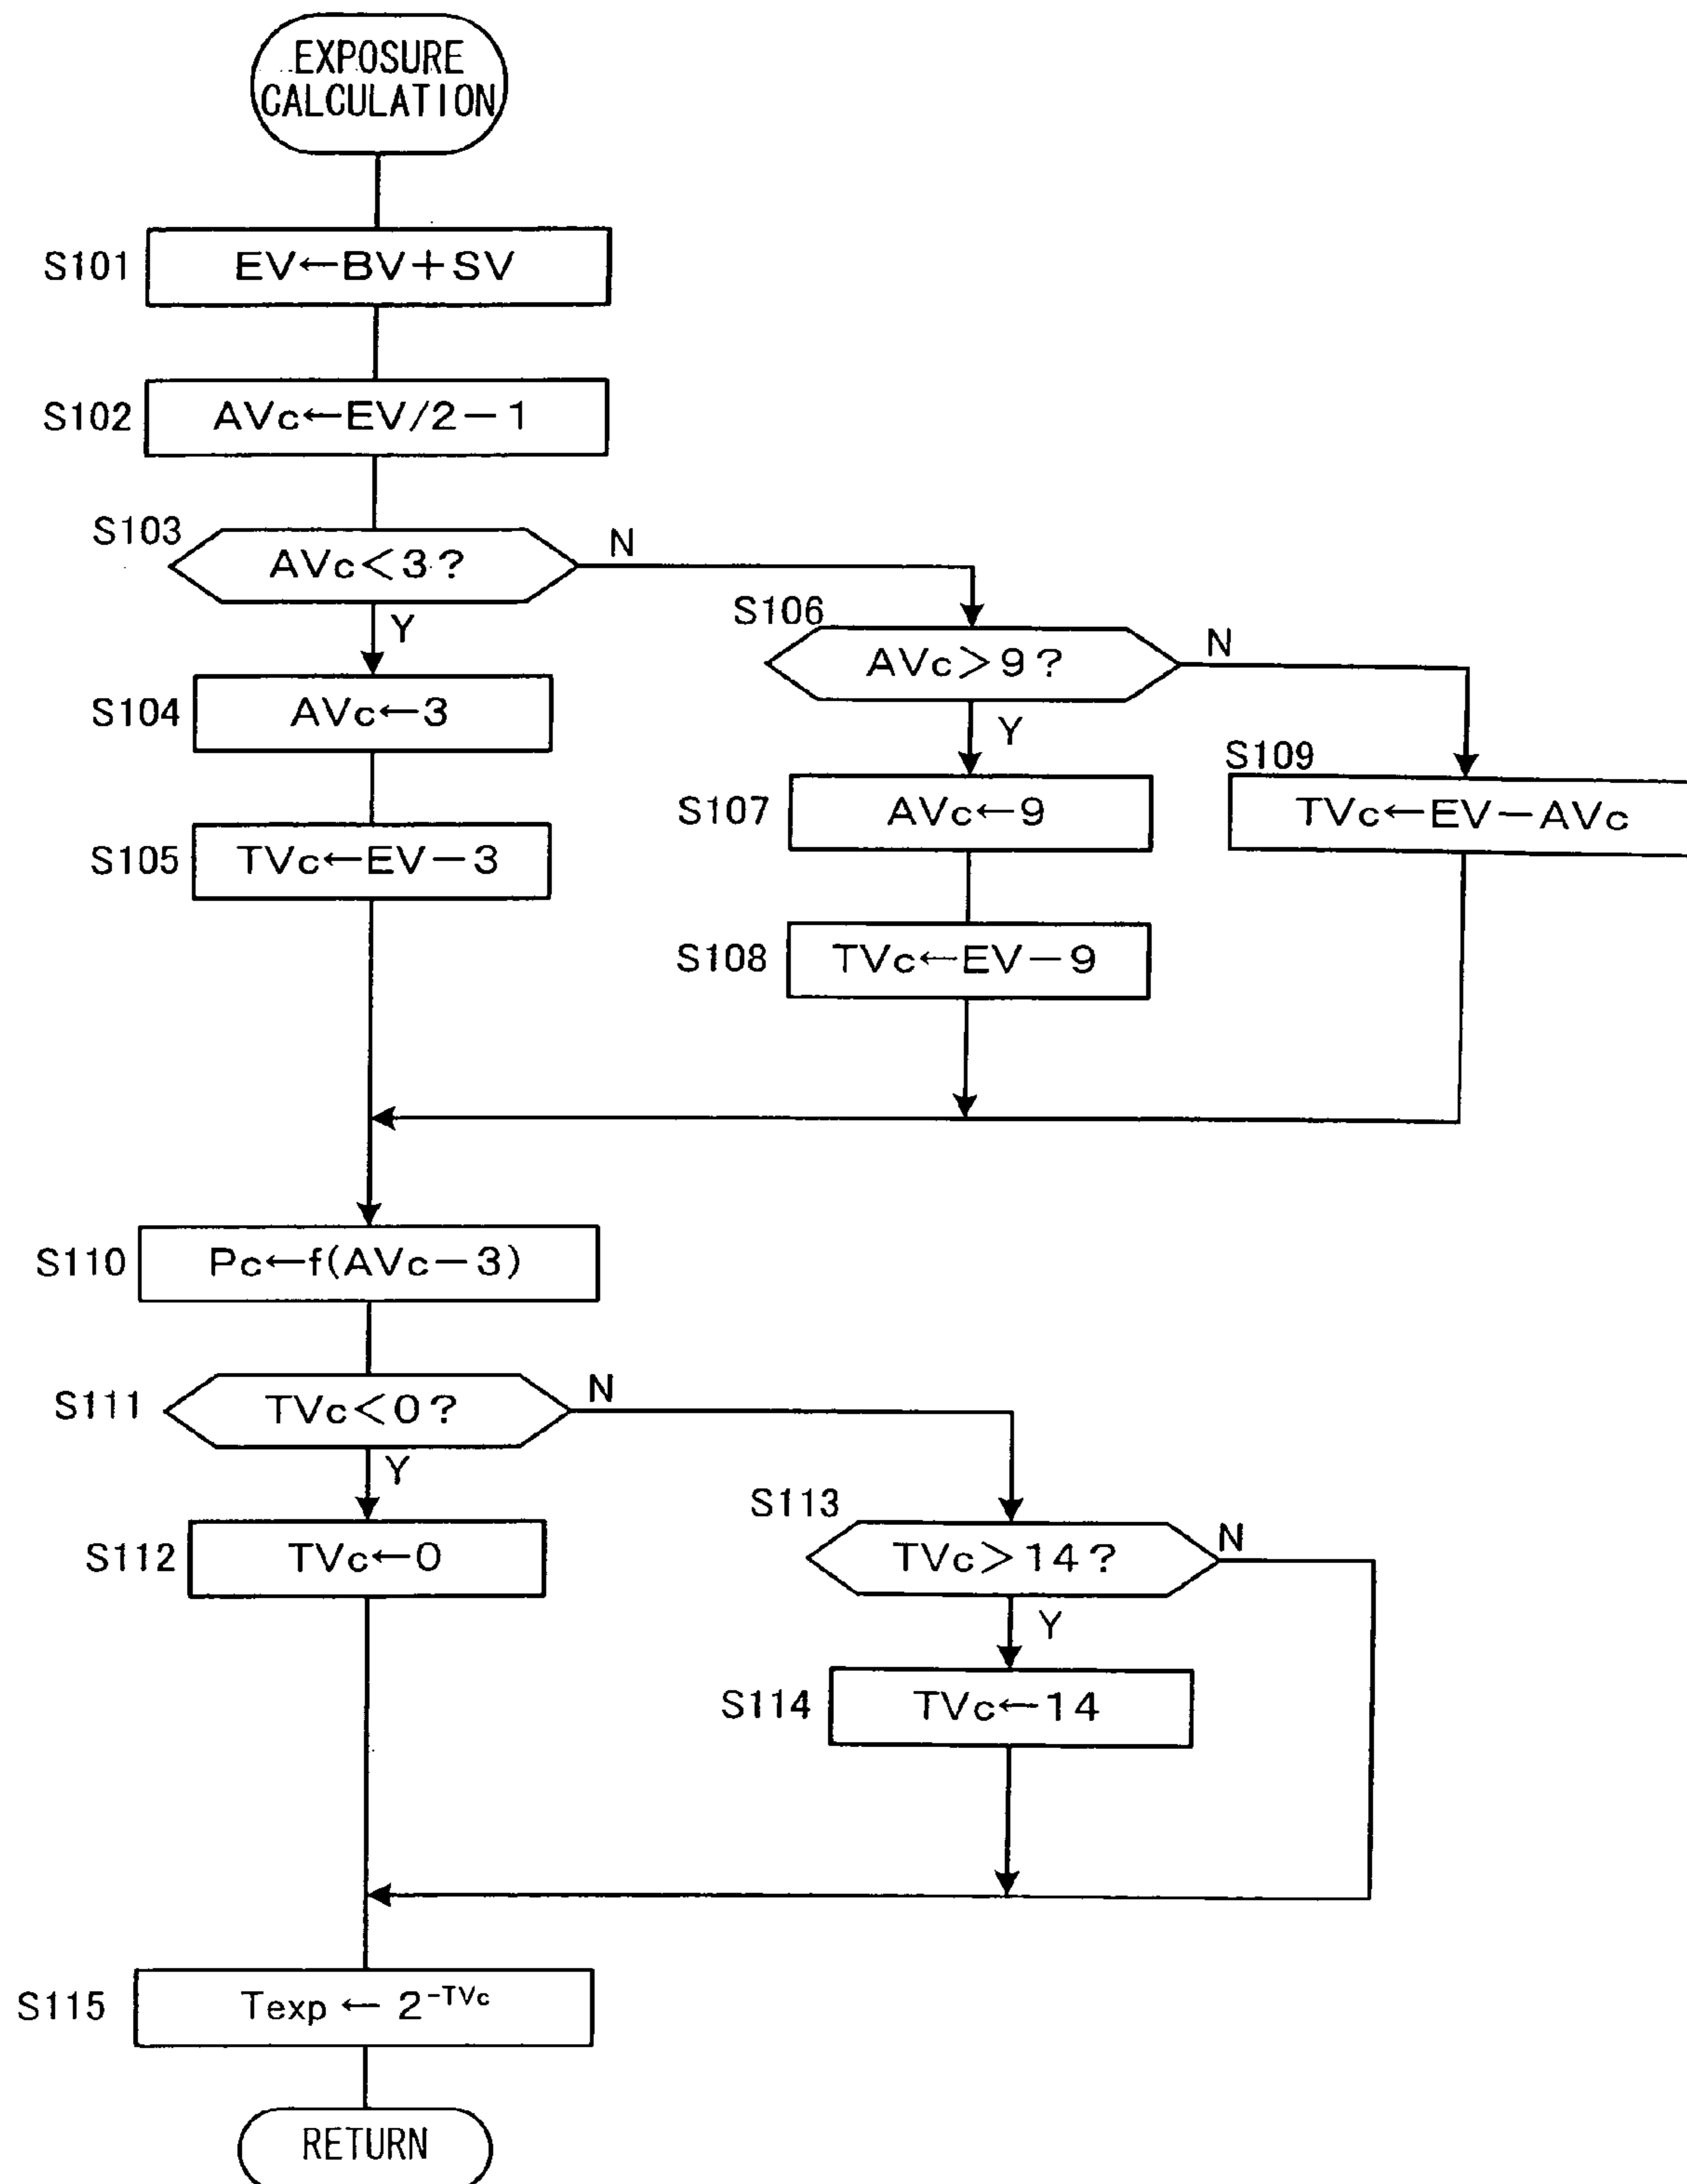 EXPOSURE
CALCULATION
S101
EV←BV+SV
S102
AVc←EV/2-1
S103
AVc<3?
N
Y
S104
AVc←3
S105
TVc←EV-3
S106
AVc>9?
N
Y
S107
AVc←9
S108
TVc←EV-9
S109
TVc←EV-AVc
S110
Pc←f(AVc-3)
S111
TVc<0?
N
Y
S112
TVc←0
S113
TVc>14?
N
Y
S114
TVc←14
S115
Texp ← 2^-TVc
RETURN